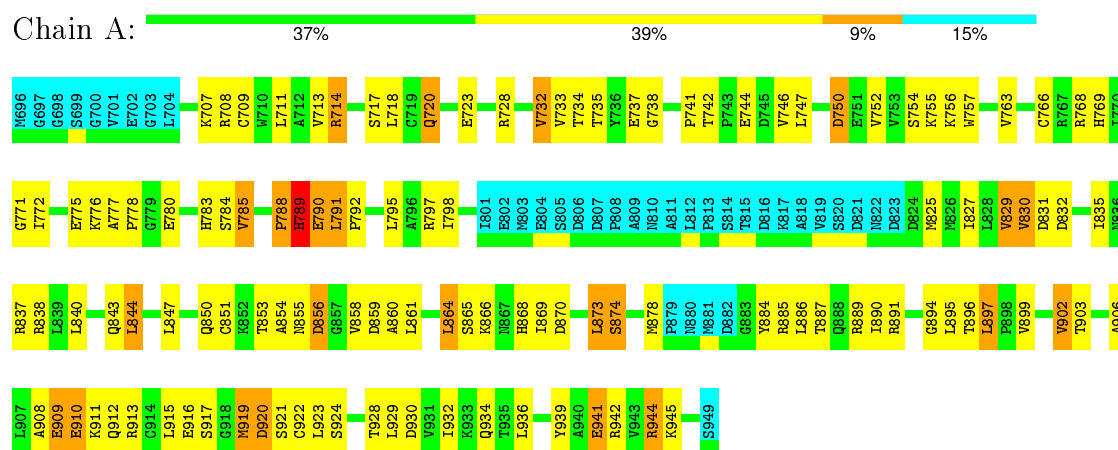 Chain A:
37% 39% 9% 15%
M696 G697 G698 S699 G700 V701 E702 G703 L704 K707 R708 C709 W710 L711 A712 V713 R714 S717 L718 C719 Q720 E723 R728 V732 V733 T734 T735 Y736 E737 G738 P741 T742 P743 E744 D745 V746 L747 D750 E751 V752 V753 S754 K755 K756 W757 V763 C766 R767 R768 H769 I770
G771 I772 E775 K776 A777 P778 G779 E780 H783 S784 V785 P788 H789 E790 L791 P792 L795 A796 R797 I798 I801 E802 M803 E804 S805 D806 D807 P808 A809 N810 A811 L812 P813 S814 T815 D816 K817 A818 V819 S820 D821 N822 D823 D824 M825 M826 I827 L828 V829 V830 D831 D832 I835 N836
R837 R838 L839 L840 Q843 L844 L847 Q850 C851 K852 T853 A854 N855 D856 G857 V858 D859 A860 L861 L864 S865 K866 N867 H868 I869 D870 L873 S874 M878 P879 N880 M881 D882 G883 Y884 R885 L886 T887 Q888 R889 I890 R891 G894 L895 T896 L897 P898 V899 V902 T903 A906
L907 A908 E909 E910 K911 Q912 R913 C914 L915 E916 S917 G918 M919 D920 S921 C922 L923 S924 T928 L929 D930 V931 I932 K933 Q934 T935 L936 Y939 A940 E941 R942 V943 R944 K945 S949